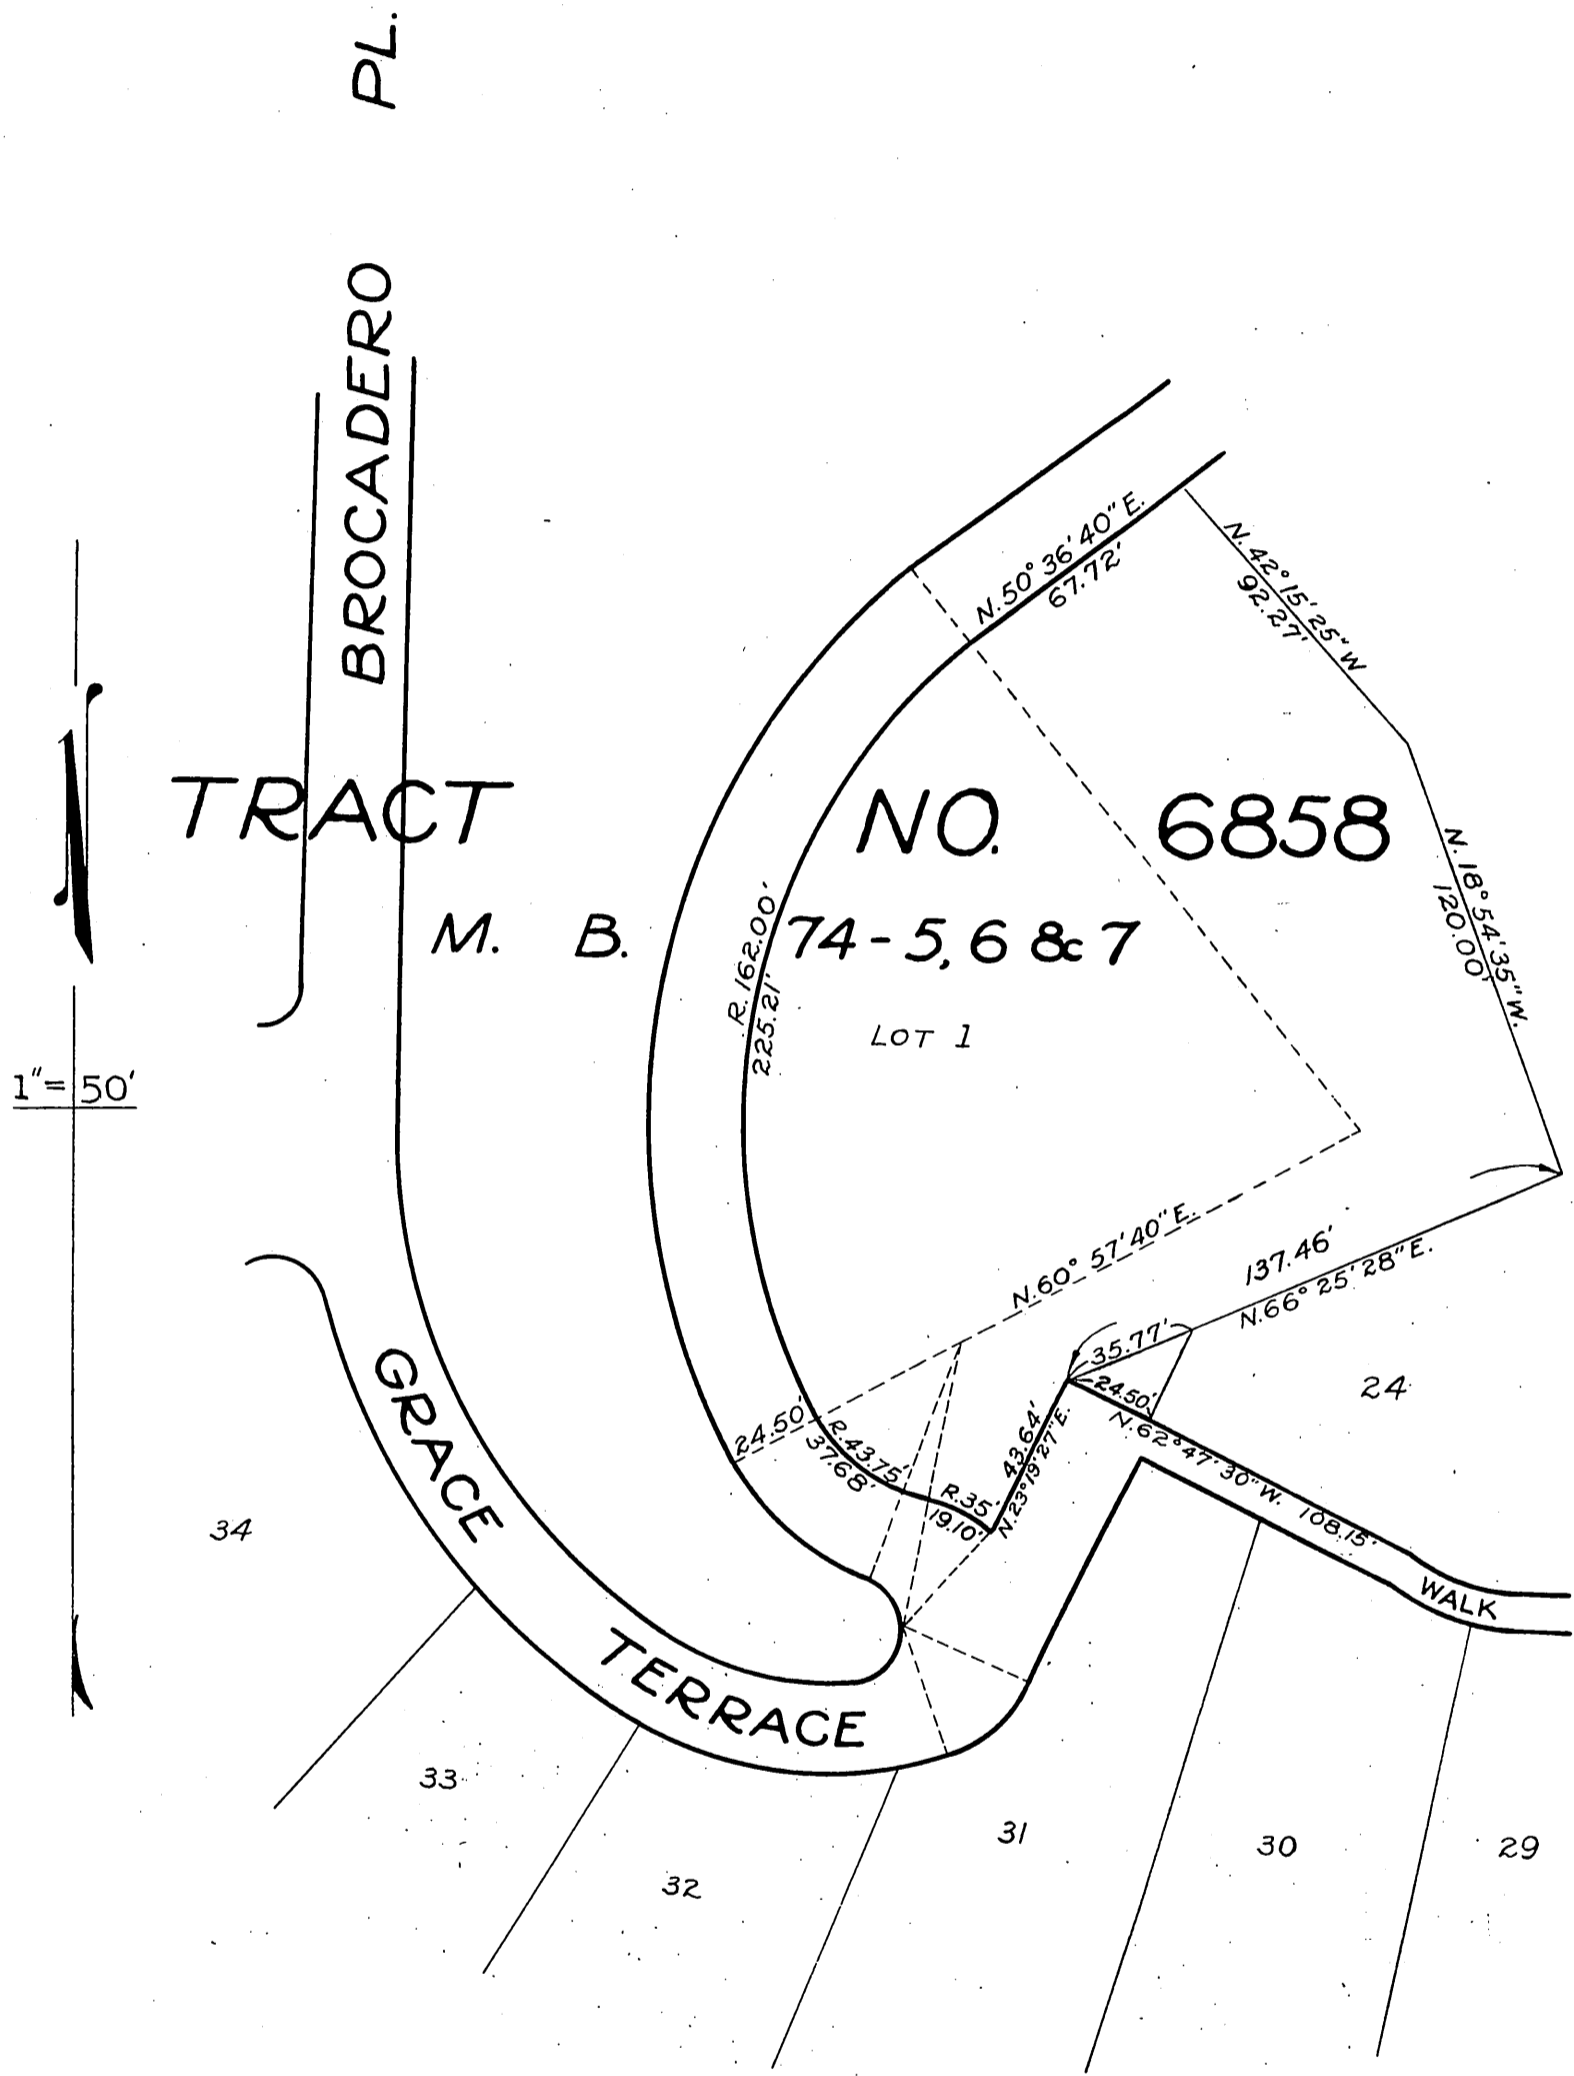 PL.
BROCADERO
N.50°36'40"E.
67.72'
N.42°15'25"W
92.27'
TRACT NO. 6858
M. B. 74-5,6 & 7
N.18°54'35"W.
120.00'
R.162.00'
225.21'
LOT 1
1"=50'
N.60°57'40"E.
137.46'
N.66°25'28"E.
35.77'
24.50'
24
N.62°47'30"W. 108.15'
43.64'
N.23°19'27"E.
24.50'
R.43.75'
37.68'
R.35'
19.10'
GRACE
TERRACE
WALK
34
33
32
31
30
29